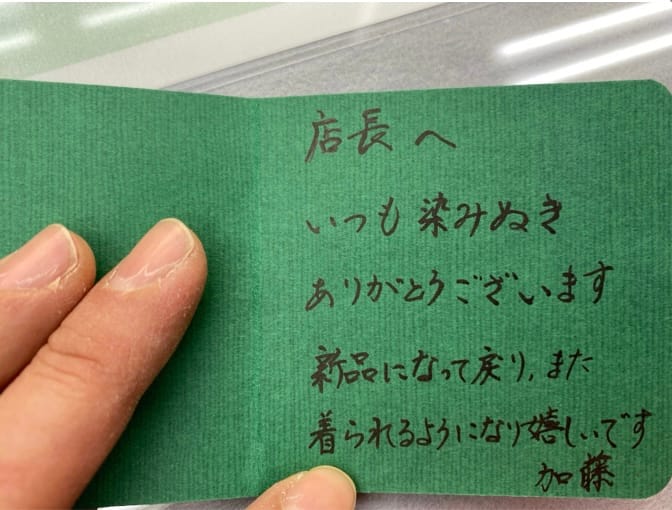 店長へ
いつも染みぬき
ありがとうございます
新品になって戻り、また
着られるようになり嬉しいです
加藤